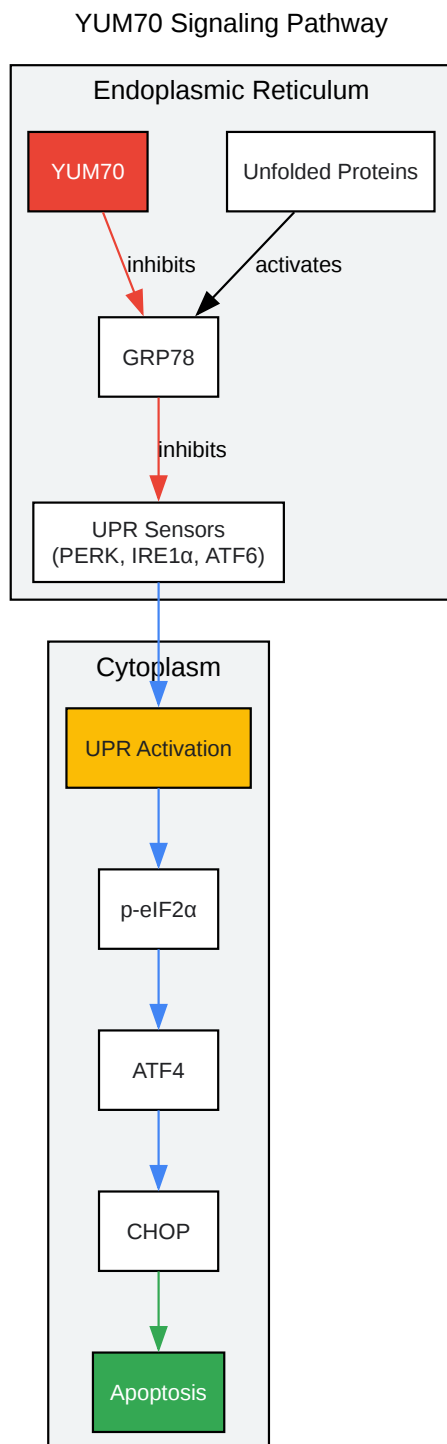 YUM70 Signaling Pathway
Endoplasmic Reticulum
YUM70
Unfolded Proteins
inhibits
activates
GRP78
inhibits
UPR Sensors
(PERK, IRE1α, ATF6)
Cytoplasm
UPR Activation
p-eIF2α
ATF4
CHOP
Apoptosis